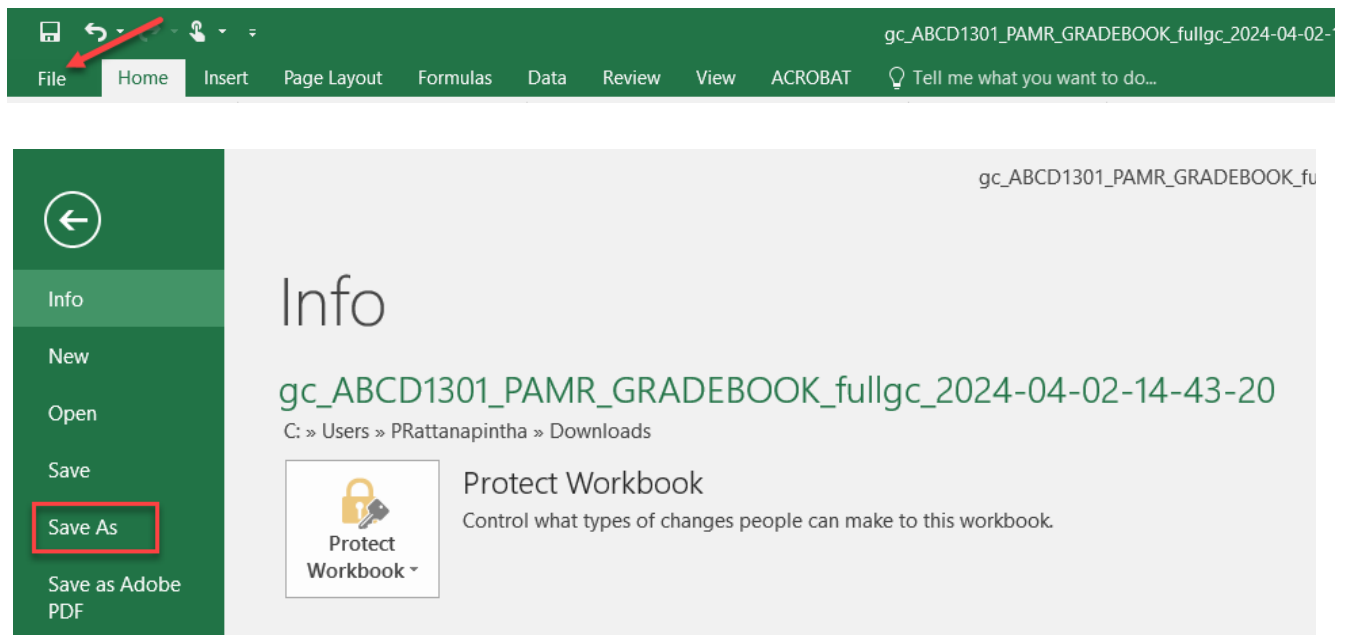 gc_ABCD1301_PAMR_GRADEBOOK_fullgc_2024-04-02-
File Home Insert Page Layout Formulas Data Review View ACROBAT Tell me what you want to do...
gc_ABCD1301_PAMR_GRADEBOOK_fu
Info
New
Open
Save
Save As
Save as Adobe
PDF
Info
gc_ABCD1301_PAMR_GRADEBOOK_fullgc_2024-04-02-14-43-20
C: » Users » PRattanapintha » Downloads
Protect
Workbook
Protect Workbook
Control what types of changes people can make to this workbook.